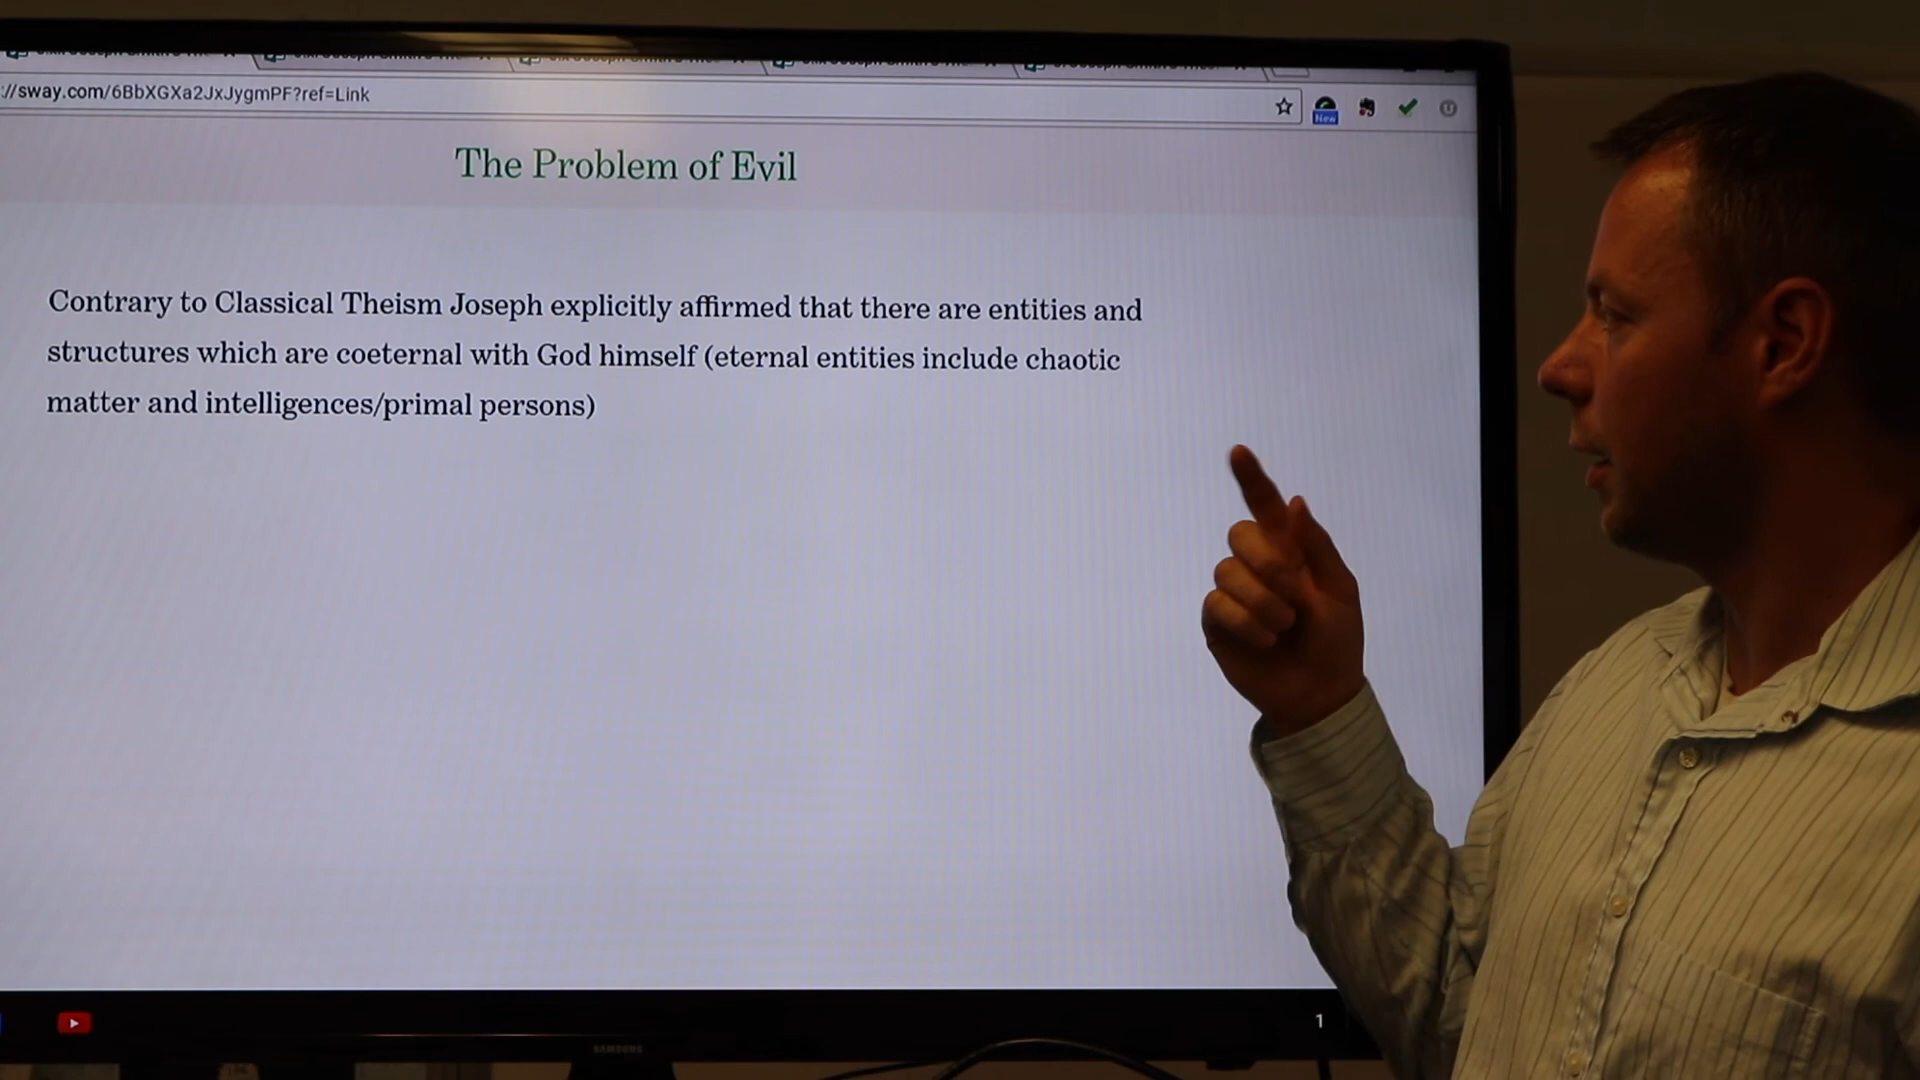 ://sway.com/6BbXGXa2JxJygmPF?ref=Link
New
The Problem of Evil
Contrary to Classical Theism Joseph explicitly affirmed that there are entities and
structures which are coeternal with God himself (eternal entities include chaotic
matter and intelligences/primal persons)
1
SAMSUNG